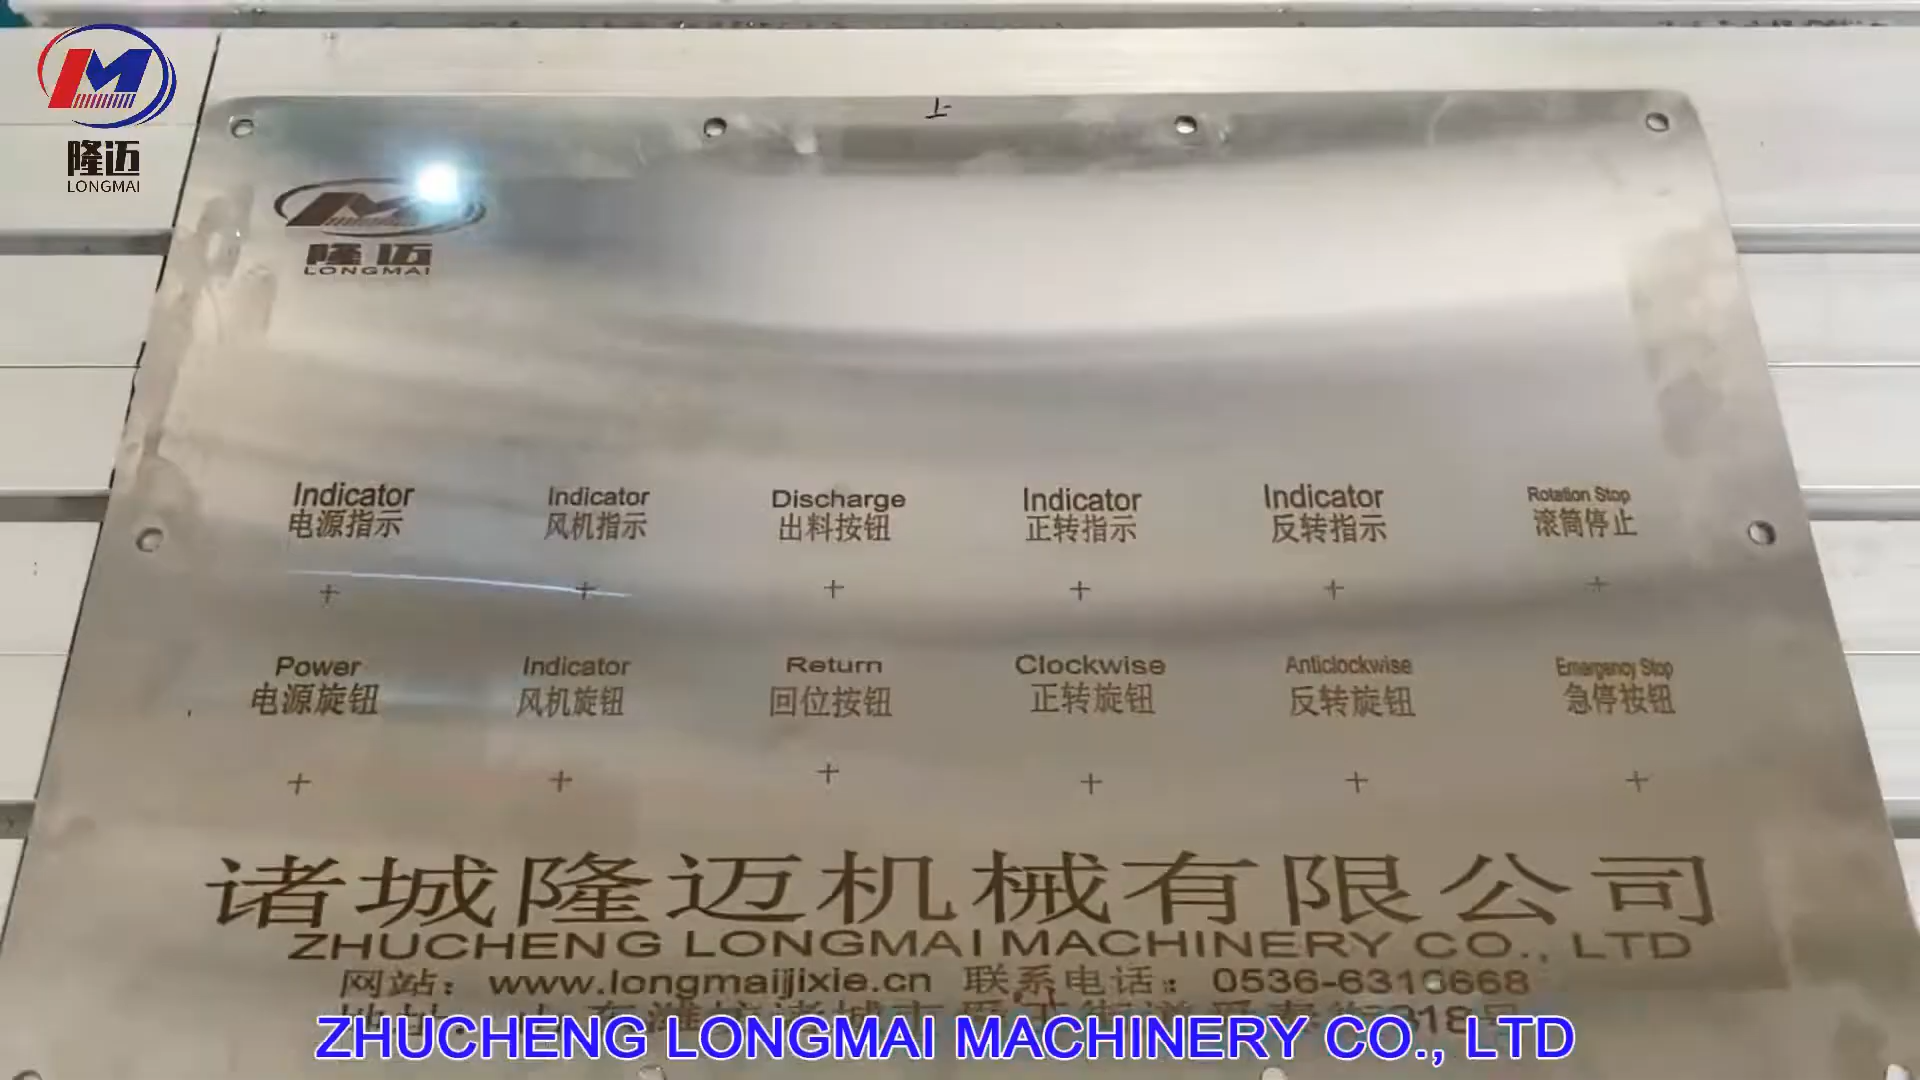 隆迈
LONGMAI
上
隆迈
LONGMAI
Indicator Indicator Discharge Indicator Indicator Rotation Stop
电源指示 风机指示 出料按钮 正转指示 反转指示 滚筒停止
Power Indicator Return Clockwise Anticlockwise Emergency Stop
电源旋钮 风机旋钮 回位按钮 正转旋钮 反转旋钮 急停按钮
诸城隆迈机械有限公司
ZHUCHENG LONGMAI MACHINERY CO., LTD
网站：www.longmaijixie.cn 联系电话：0536-6310668
ZHUCHENG LONGMAI MACHINERY CO., LTD